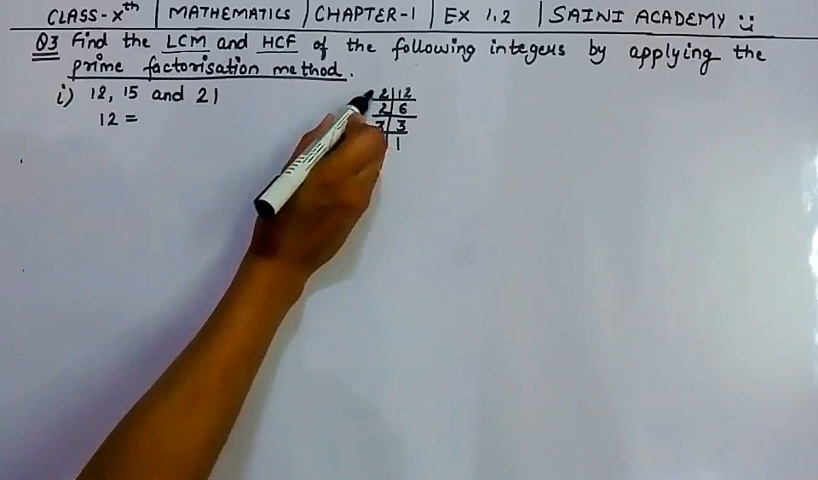 CLASS-Xth | MATHEMATICS | CHAPTER-1 | EX 1.2 | SAINI ACADEMY
Q3 Find the LCM and HCF of the following integers by applying the
prime factorisation method.
i) 12, 15 and 21
12 =
2 | 12
2 | 6
3 | 3
| 1